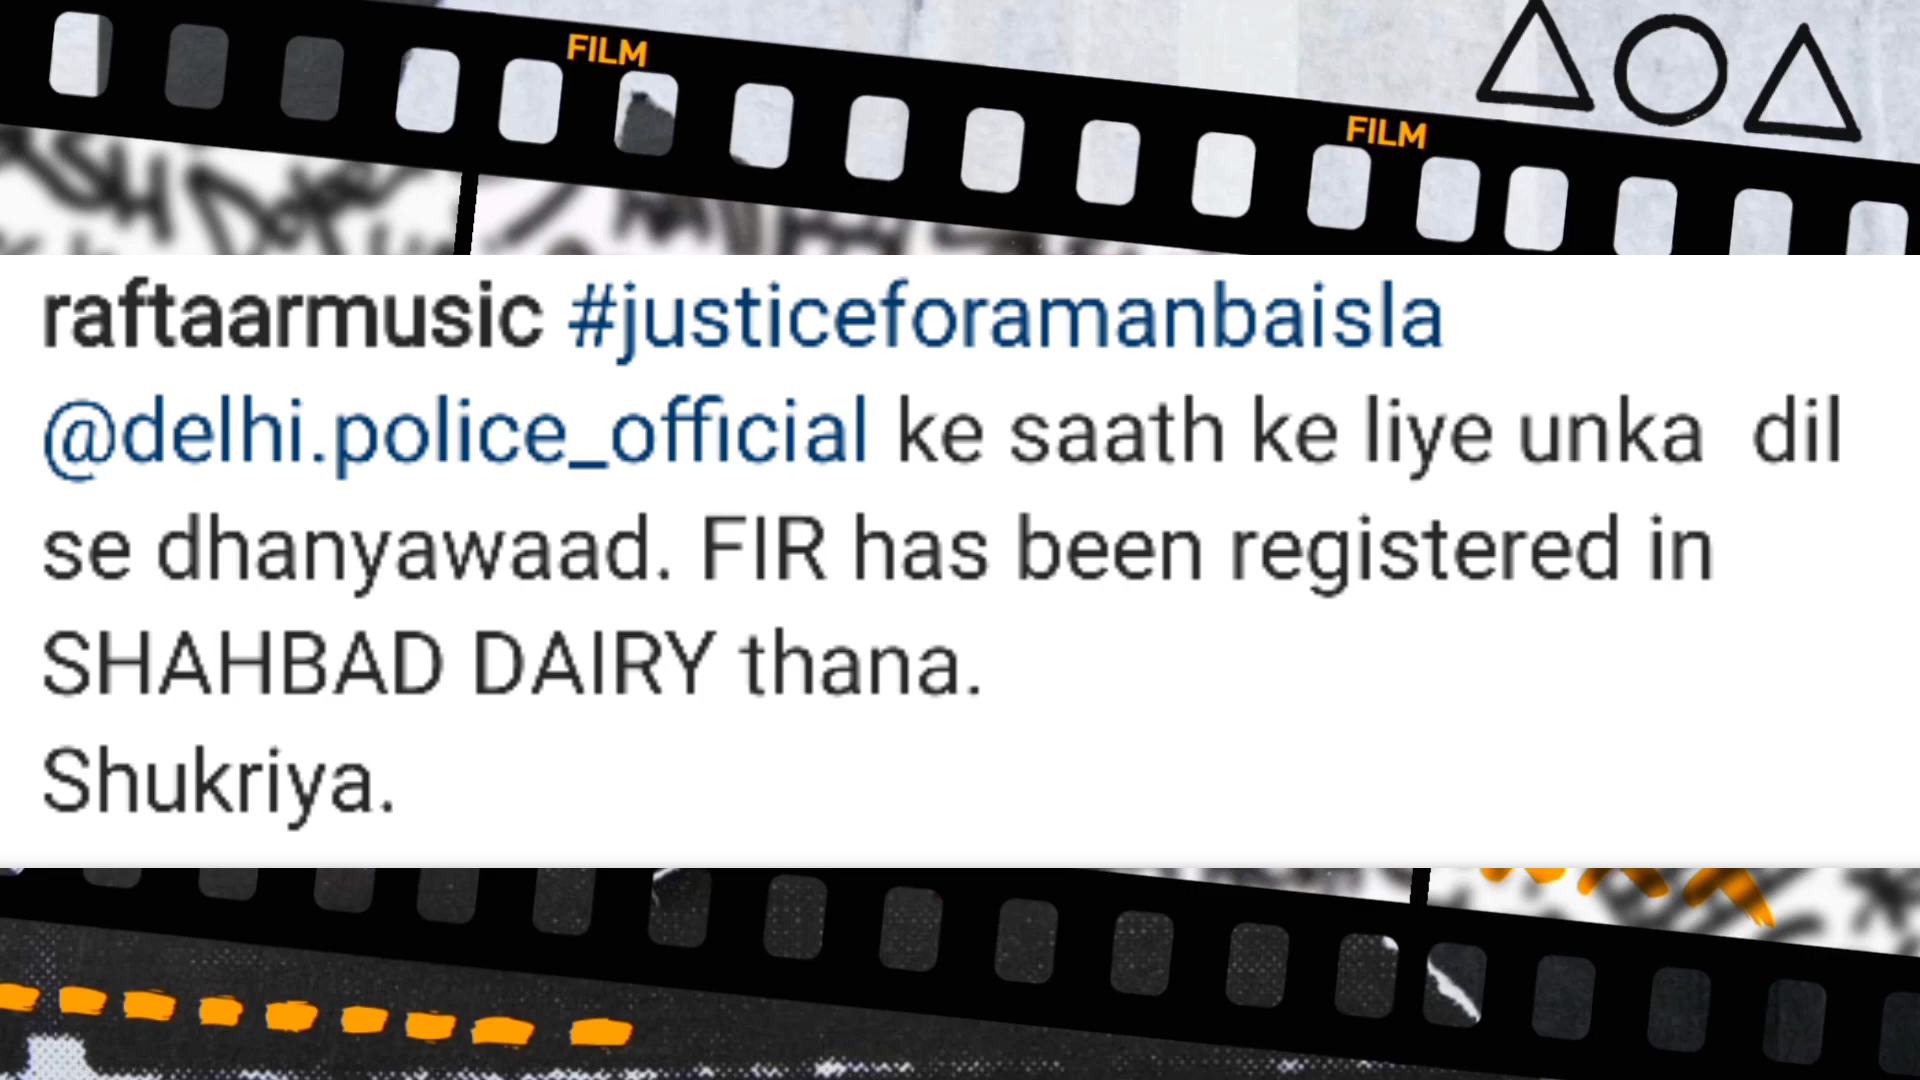 FILM
FILM
raftaarmusic #justiceforamanbaisla
@delhi.police_official ke saath ke liye unka dil
se dhanyawaad. FIR has been registered in
SHAHBAD DAIRY thana.
Shukriya.